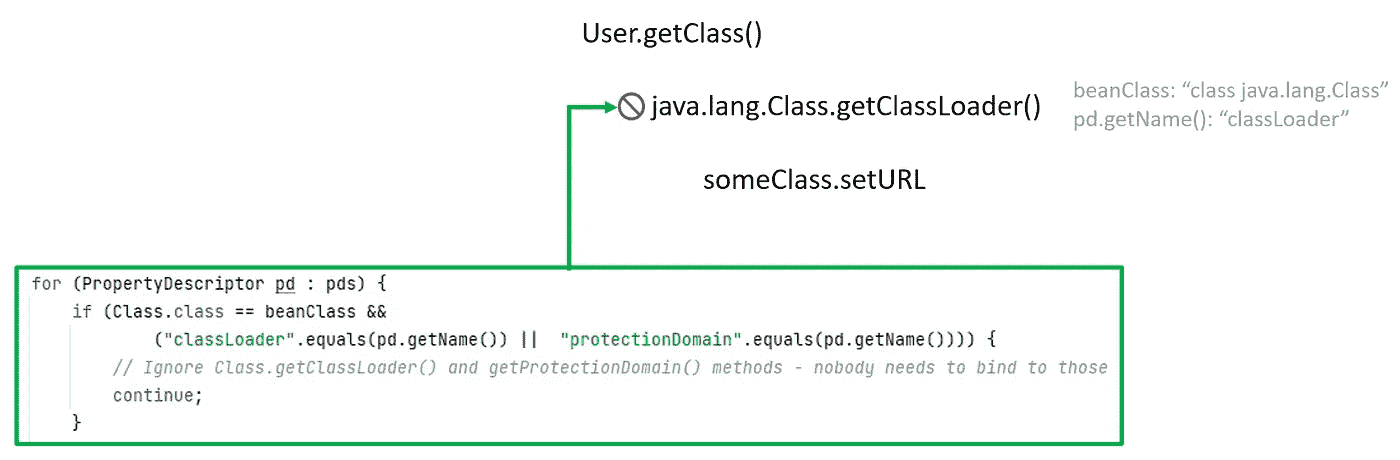 User.getClass()
java.lang.Class.getClassLoader()
beanClass: “class java.lang.Class”
pd.getName(): “classLoader”
someClass.setURL
for (PropertyDescriptor pd : pds) {
if (Class.class == beanClass &&
("classLoader".equals(pd.getName()) || "protectionDomain".equals(pd.getName()))) {
// Ignore Class.getClassLoader() and getProtectionDomain() methods - nobody needs to bind to those
continue;
}